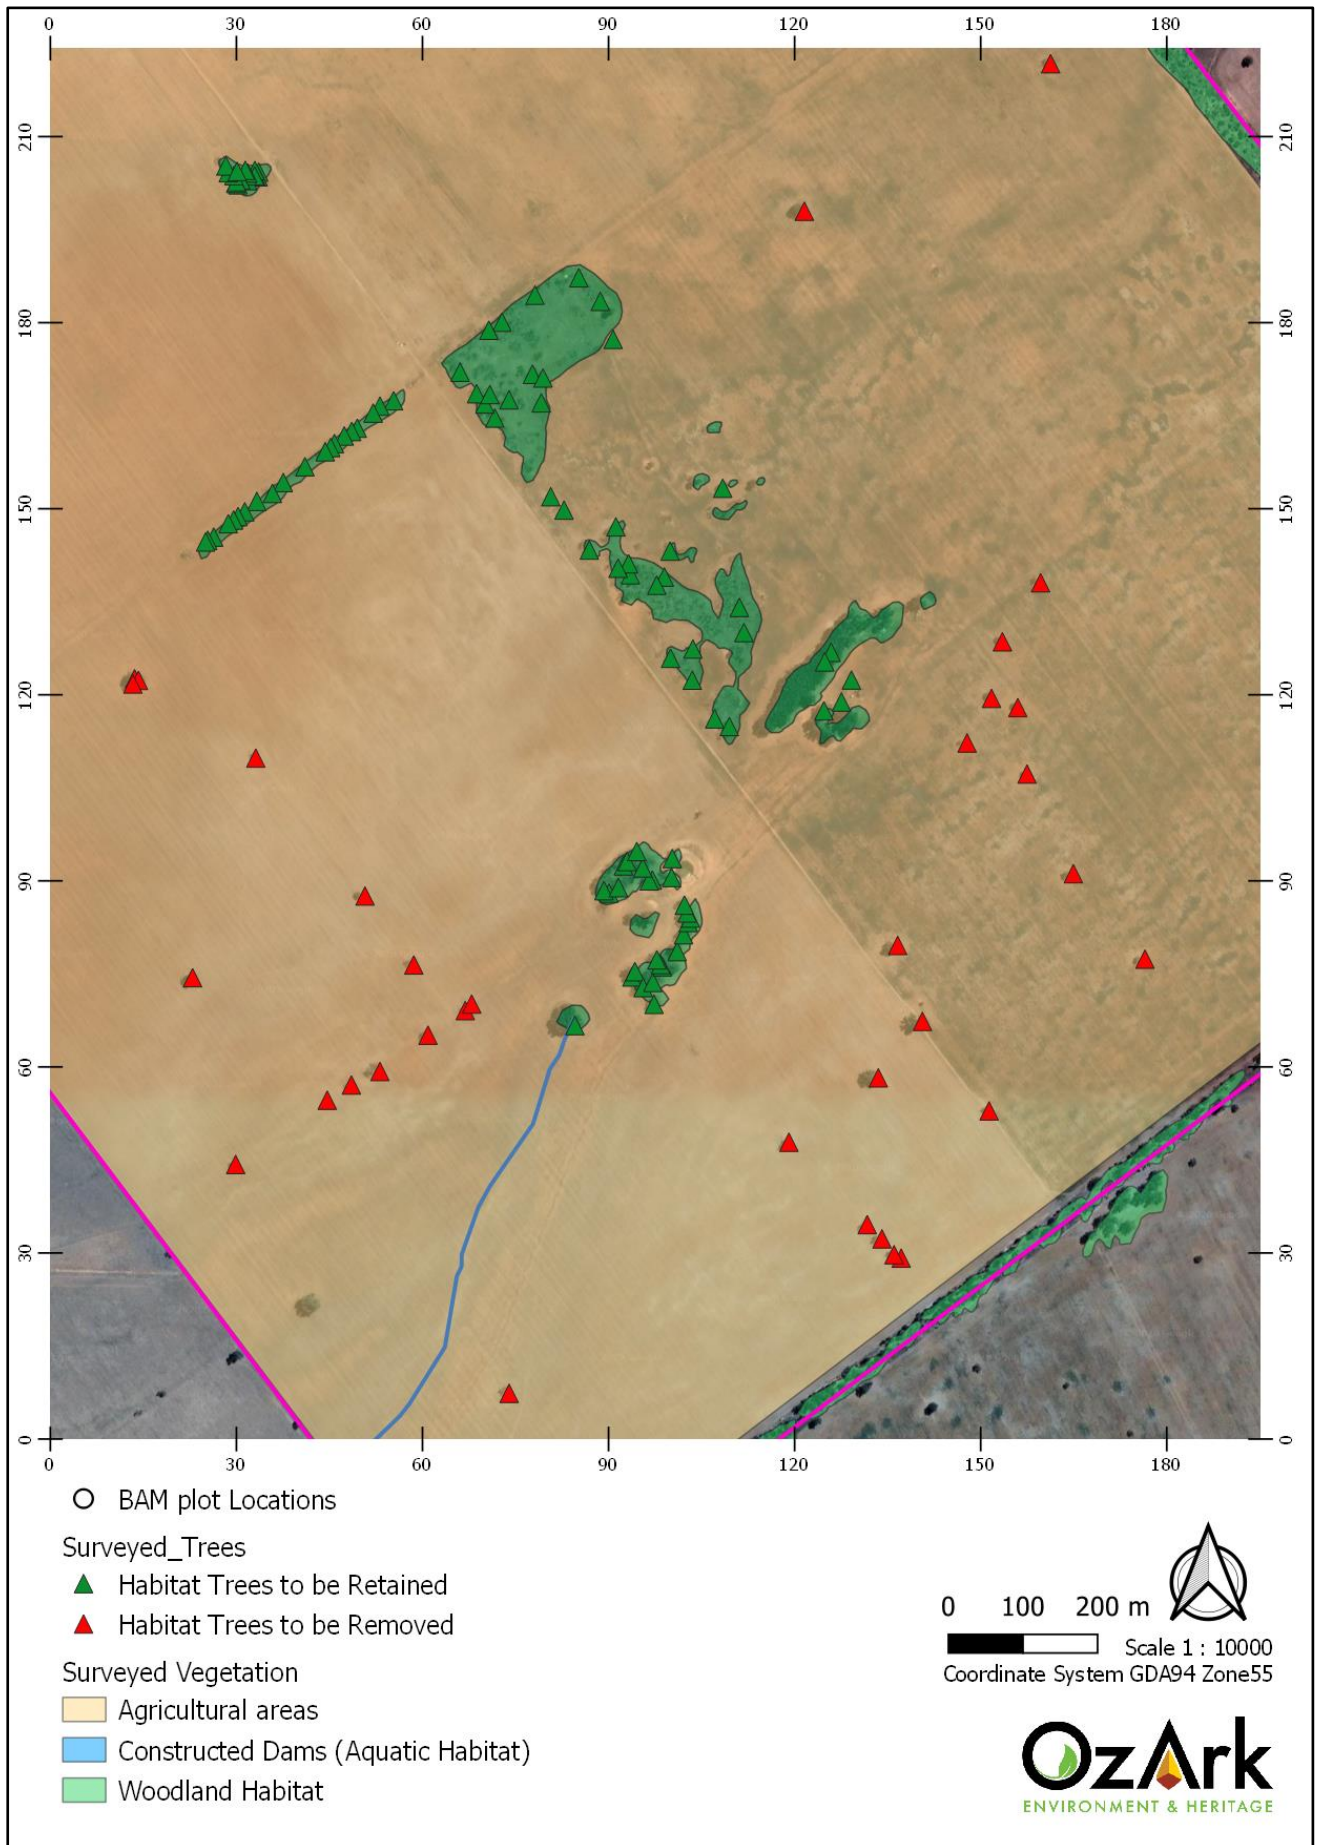 0 30 60 90 120 150 180
210 210
180 180
150 150
120 120
90 90
60 60
30 30
0 0
0 30 60 90 120 150 180
BAM plot Locations
Surveyed_Trees
Habitat Trees to be Retained
Habitat Trees to be Removed
Surveyed Vegetation
Agricultural areas
Constructed Dams (Aquatic Habitat)
Woodland Habitat
0 100 200 m
Scale 1 : 10000
Coordinate System GDA94 Zone55
OzArk
ENVIRONMENT & HERITAGE